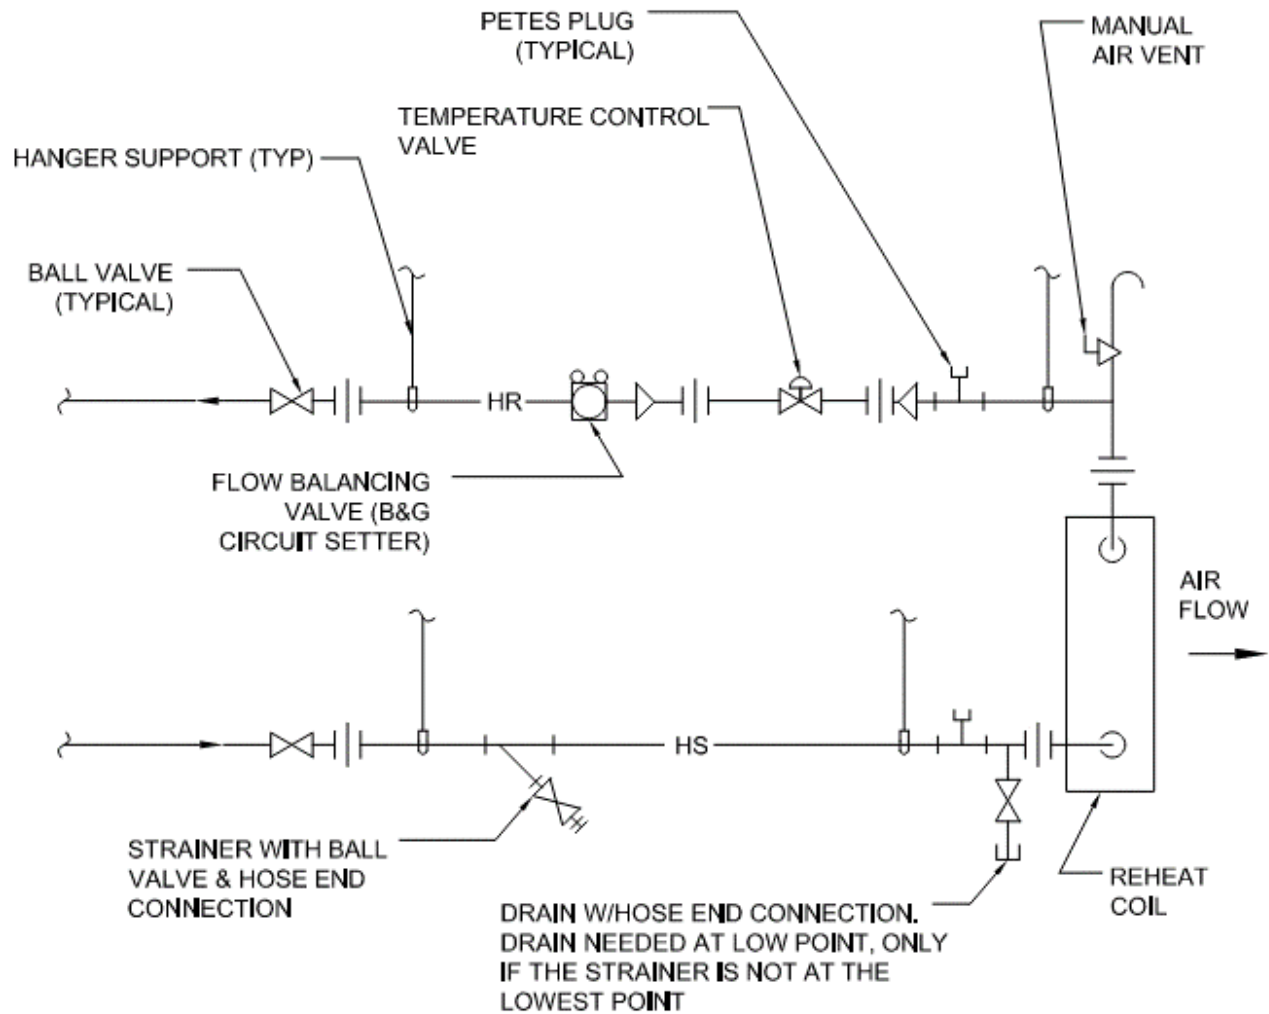 PETES PLUG
(TYPICAL)
MANUAL
AIR VENT
TEMPERATURE CONTROL
VALVE
HANGER SUPPORT (TYP)
BALL VALVE
(TYPICAL)
HR
FLOW BALANCING
VALVE (B&G
CIRCUIT SETTER)
AIR
FLOW
HS
STRAINER WITH BALL
VALVE & HOSE END
CONNECTION
DRAIN W/HOSE END CONNECTION.
DRAIN NEEDED AT LOW POINT, ONLY
IF THE STRAINER IS NOT AT THE
LOWEST POINT
REHEAT
COIL